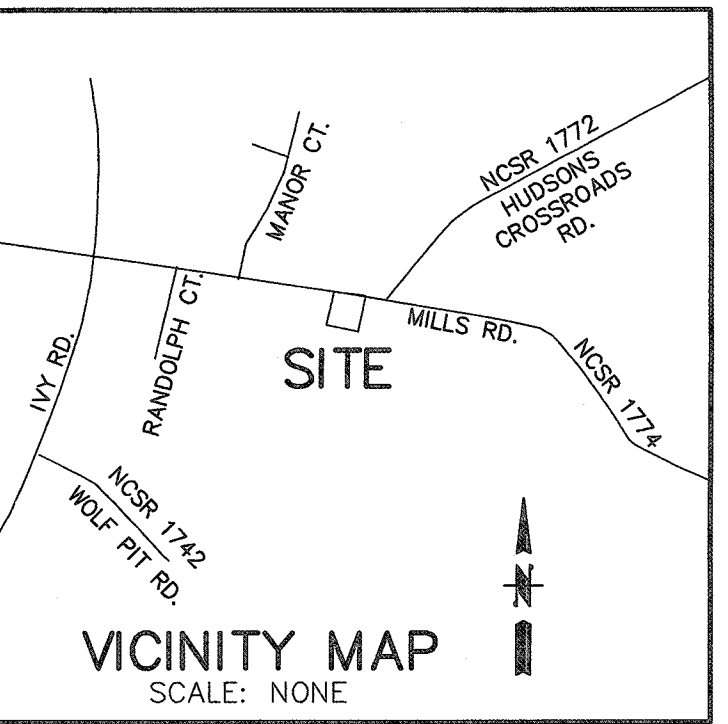 NCSR 1772
HUDSONS
CROSSROADS
RD.
MANOR CT.
RANDOLPH CT.
MILLS RD.
IVY RD.
SITE
NCSR 1774
NCSR 1742
WOLF PIT RD.
N
VICINITY MAP
SCALE: NONE